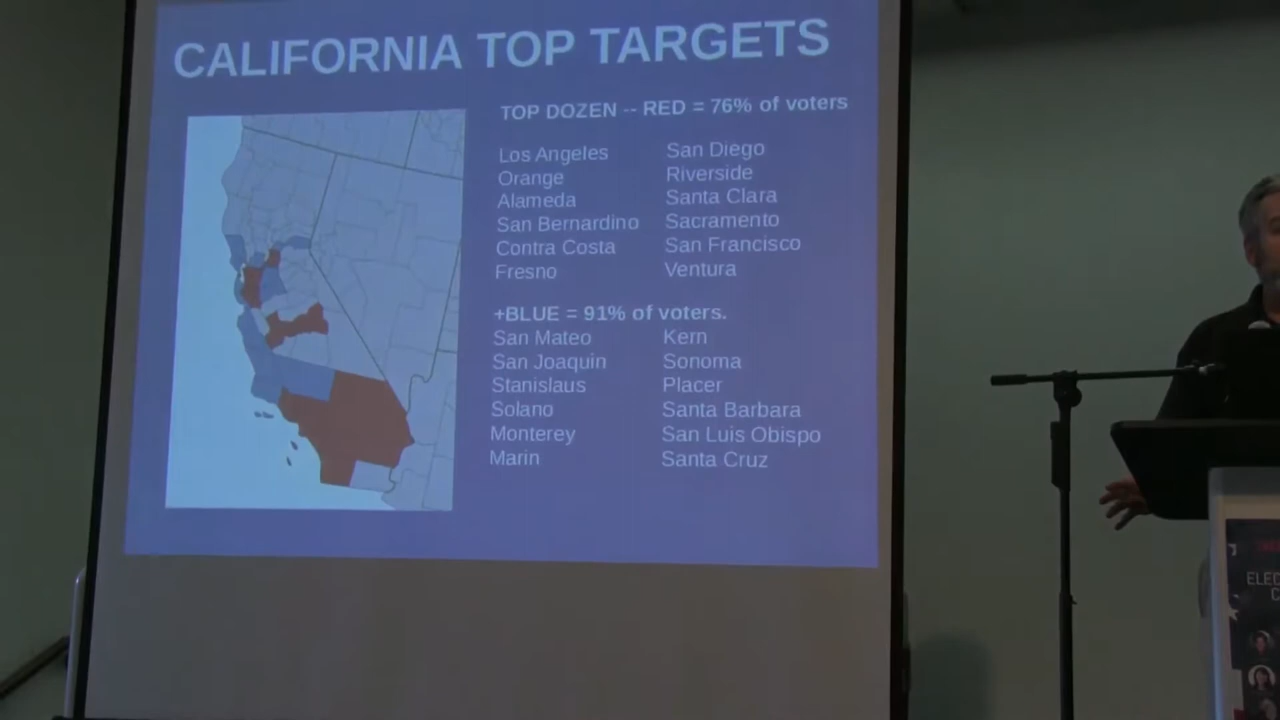 CALIFORNIA TOP TARGETS
TOP DOZEN -- RED = 76% of voters
Los Angeles San Diego
Orange Riverside
Alameda Santa Clara
San Bernardino Sacramento
Contra Costa San Francisco
Fresno Ventura
+BLUE = 91% of voters.
San Mateo Kern
San Joaquin Sonoma
Stanislaus Placer
Solano Santa Barbara
Monterey San Luis Obispo
Marin Santa Cruz